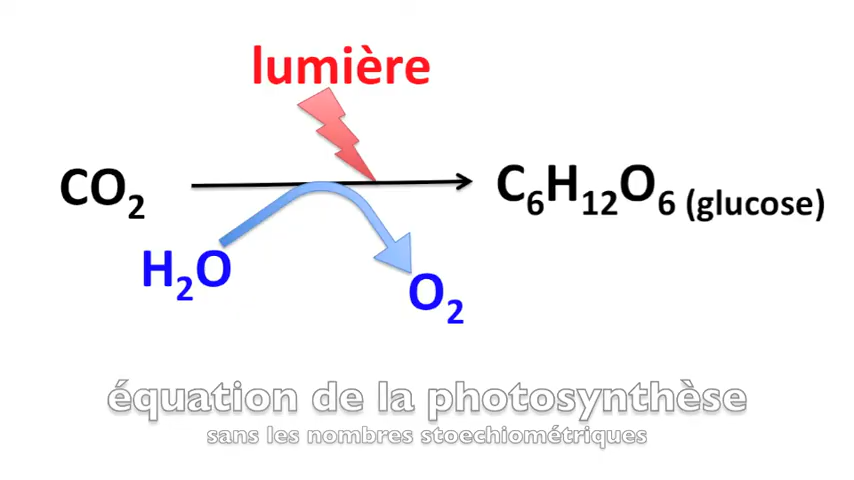 lumière
CO₂
C₆H₁₂O₆ (glucose)
H₂O
O₂
équation de la photosynthèse
sans les nombres stoechiométriques